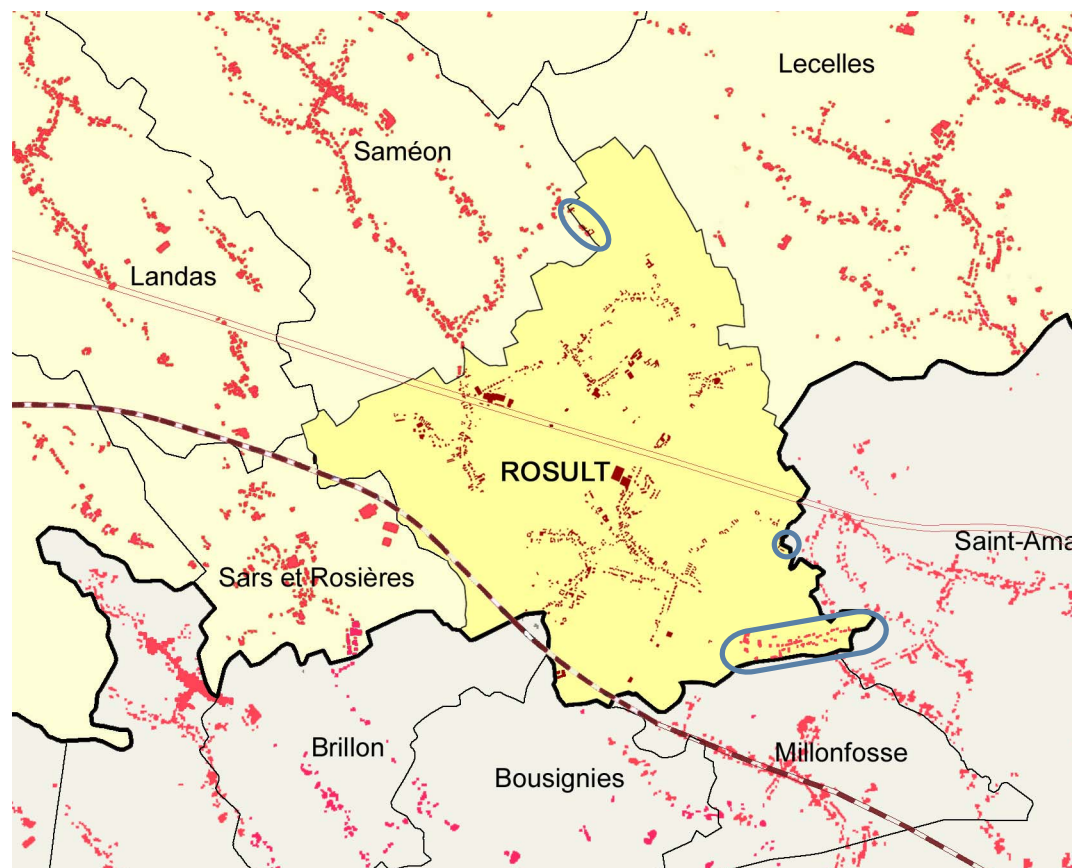 Lecelles
Saméon
Landas
ROSULT
Saint-Ama
Sars et Rosières
Brillon
Millonfosse
Bousignies